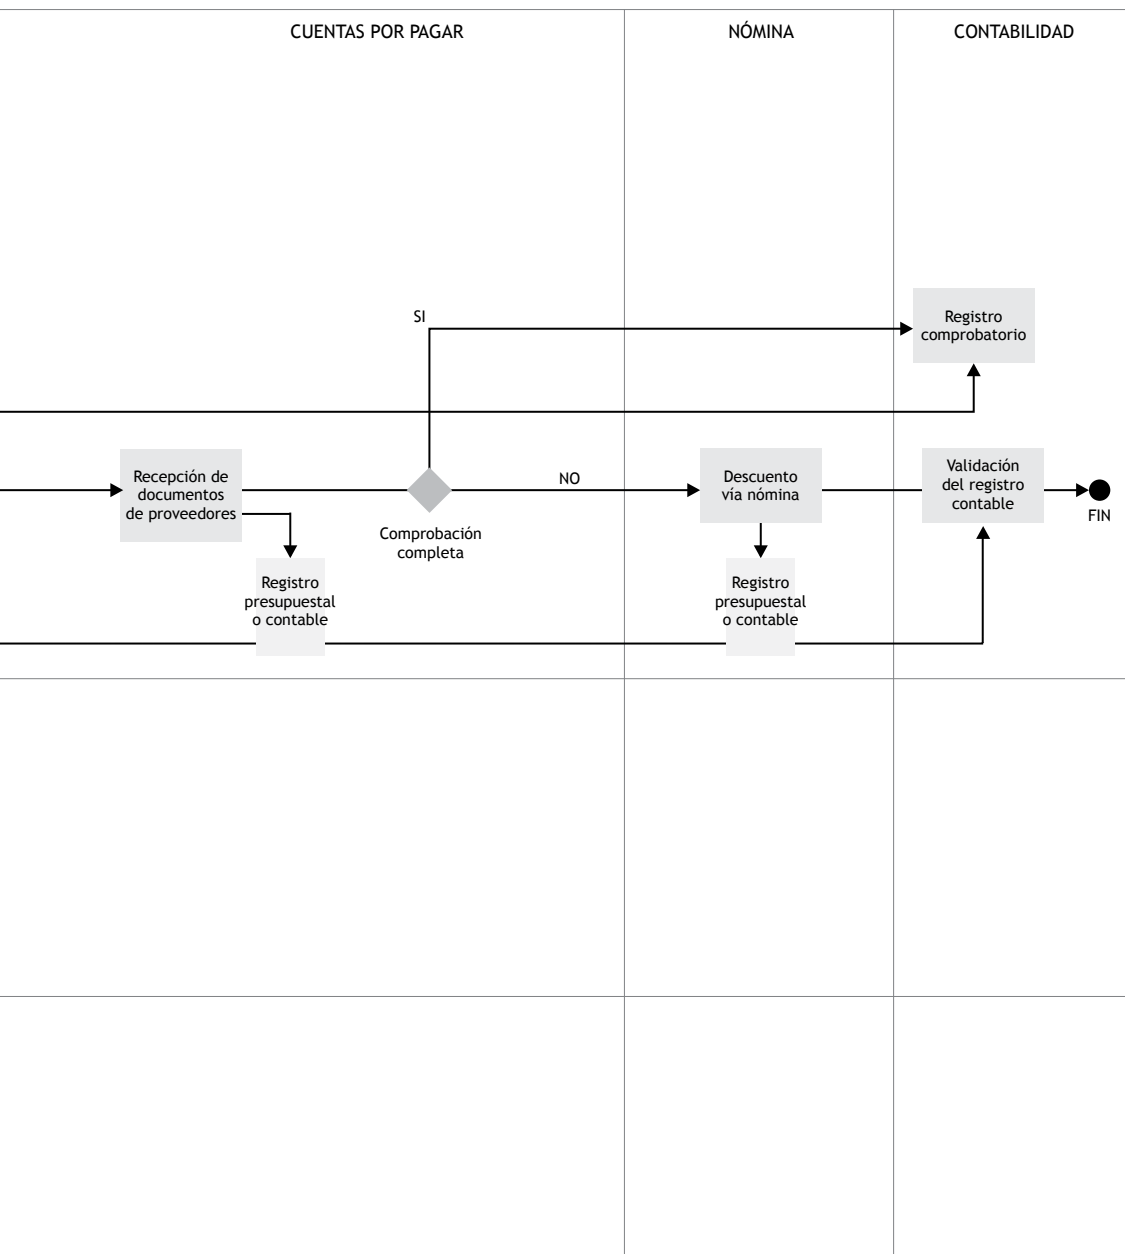 CUENTAS POR PAGAR
NÓMINA
CONTABILIDAD
SI
Registro
comprobatorio
Recepción de
documentos
de proveedores
NO
Comprobación
completa
Descuento
vía nómina
Validación
del registro
contable
FIN
Registro
presupuestal
o contable
Registro
presupuestal
o contable